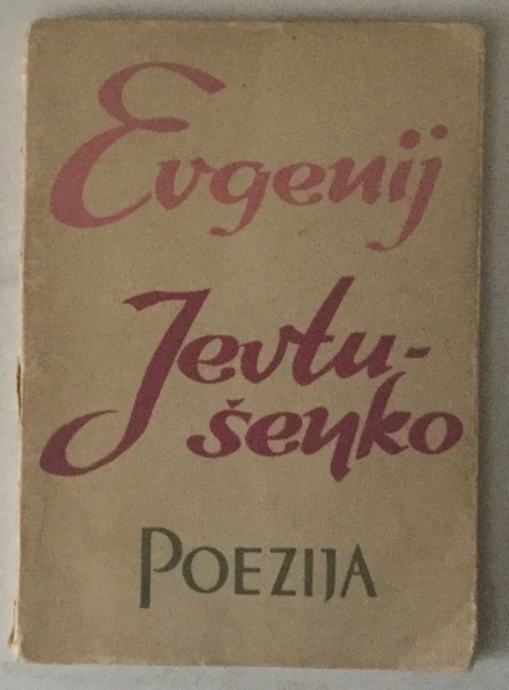 Evgenij
Jevtu-
šenko
POEZIJA